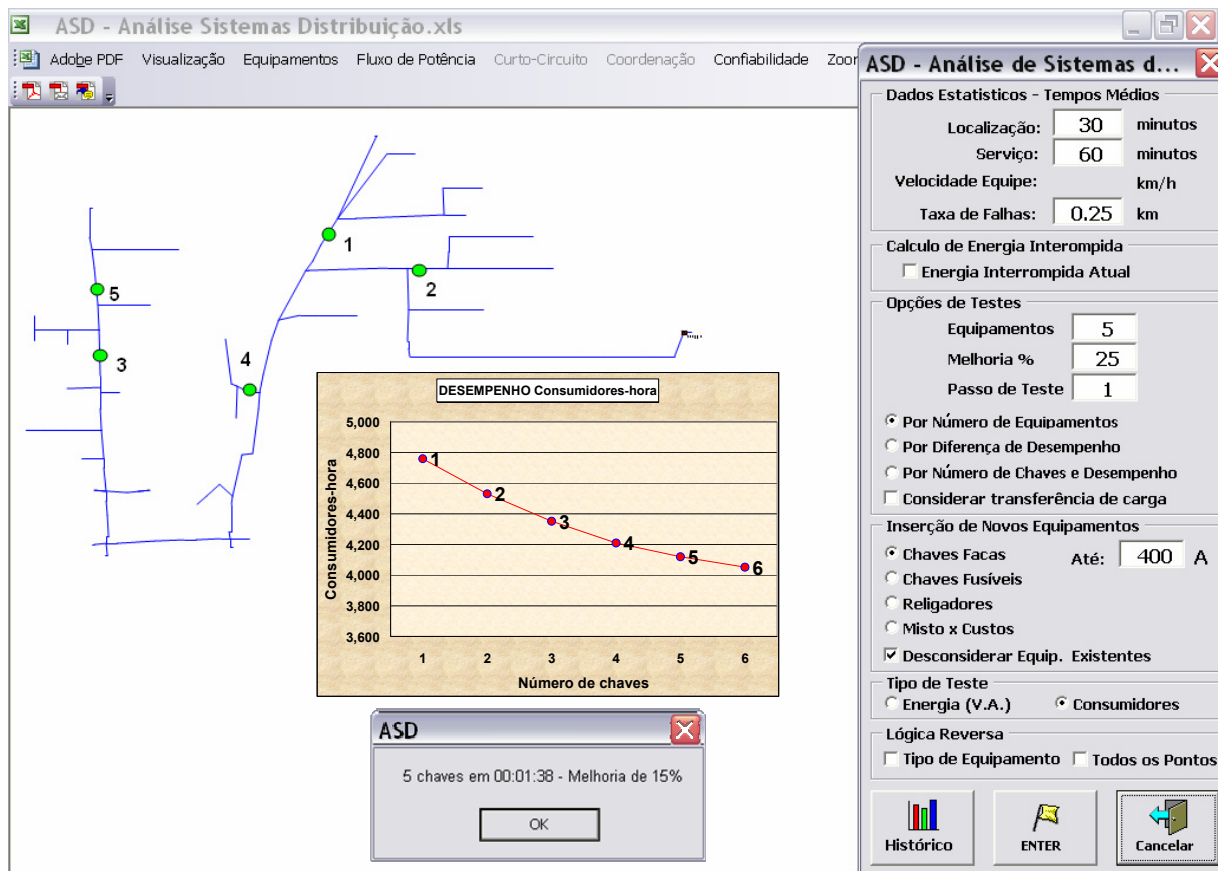 ASD - Análise Sistemas Distribuição.xls
Adobe PDF Visualização Equipamentos Fluxo de Potência Curto-Circuito Coordenação Confiabilidade Zoor
1
2
5
3
4
DESEMPENHO Consumidores-hora
Consumidores-hora
5,000
4,800
4,600
4,400
4,200
4,000
3,800
3,600
1
2
3
4
5
6
1 2 3 4 5 6
Número de chaves
ASD
5 chaves em 00:01:38 - Melhoria de 15%
OK
ASD - Análise de Sistemas d...
Dados Estatisticos - Tempos Médios
Localização: 30 minutos
Serviço: 60 minutos
Velocidade Equipe: km/h
Taxa de Falhas: 0.25 km
Calculo de Energia Interompida
Energia Interrompida Atual
Opções de Testes
Equipamentos 5
Melhoria % 25
Passo de Teste 1
Por Número de Equipamentos
Por Diferença de Desempenho
Por Número de Chaves e Desempenho
Considerar transferência de carga
Inserção de Novos Equipamentos
Chaves Facas Até: 400 A
Chaves Fusíveis
Religadores
Misto x Custos
Desconsiderar Equip. Existentes
Tipo de Teste
Energia (V.A.) Consumidores
Lógica Reversa
Tipo de Equipamento Todos os Pontos
Histórico ENTER Cancelar